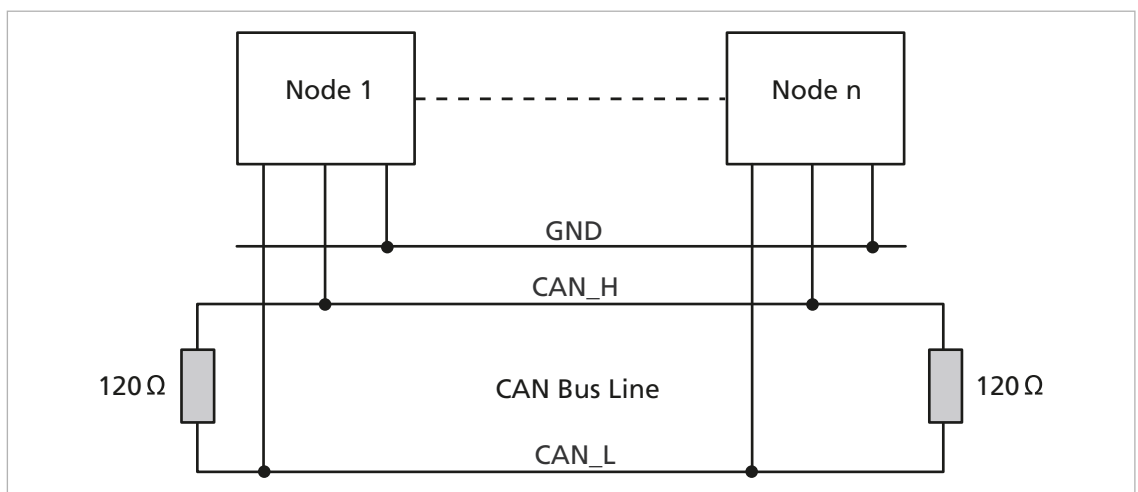 Node 1
Node n
GND
CAN_H
120 Ω
CAN Bus Line
120 Ω
CAN_L